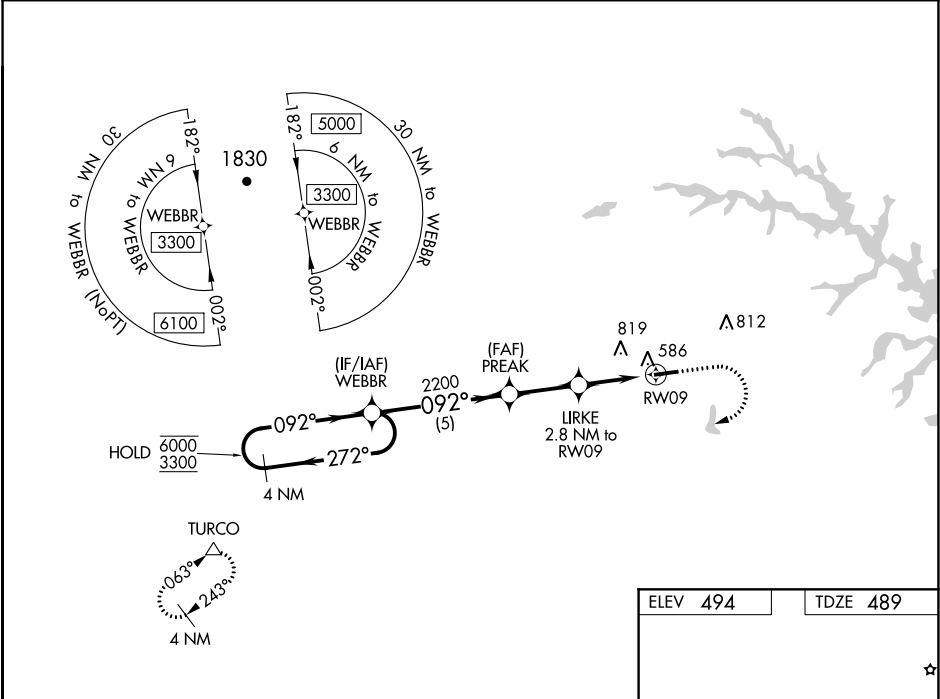 182°
30 NM to WEBBR (NoPT)
6 NM to WEBBR
WEBBR
3300
002°
6100
1830
182°
5000
30 NM to WEBBR
6 NM to WEBBR
3300
WEBBR
002°
819
812
586
(IF/IAF)
WEBBR
(FAF)
PREAK
2200
092°
(5)
092°
RW09
LIRKE
2.8 NM to
RW09
HOLD
6000
3300
272°
4 NM
TURCO
063°
243°
4 NM
ELEV 494
TDZE 489